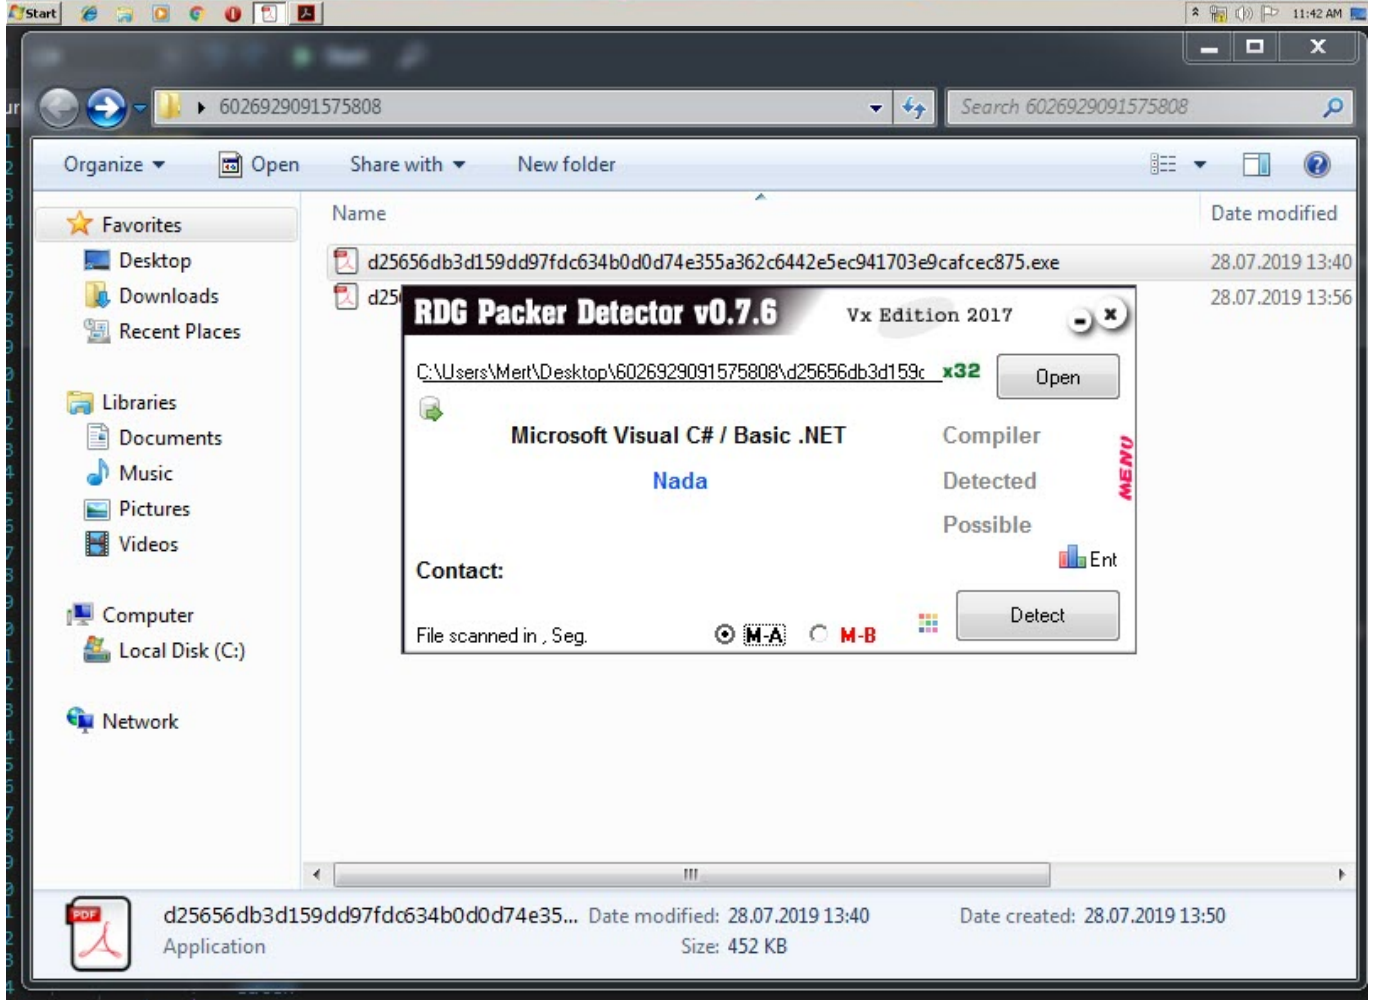 Start
11:42 AM
6026929091575808
Search 6026929091575808
Organize
Open
Share with
New folder
Name
Date modified
Favorites
Desktop
Downloads
Recent Places
Libraries
Documents
Music
Pictures
Videos
Computer
Local Disk (C:)
Network
d25656db3d159dd97fdc634b0d0d74e355a362c6442e5ec941703e9cafcec875.exe
28.07.2019 13:40
d25
28.07.2019 13:56
RDG Packer Detector v0.7.6
Vx Edition 2017
C:\Users\Mert\Desktop\6026929091575808\d25656db3d159c
x32
Open
Microsoft Visual C# / Basic .NET
Compiler
Nada
Detected
Possible
MENU
Ent
Contact:
Detect
File scanned in , Seg.
M-A
M-B
PDF
d25656db3d159dd97fdc634b0d0d74e35...
Date modified: 28.07.2019 13:40
Date created: 28.07.2019 13:50
Application
Size: 452 KB